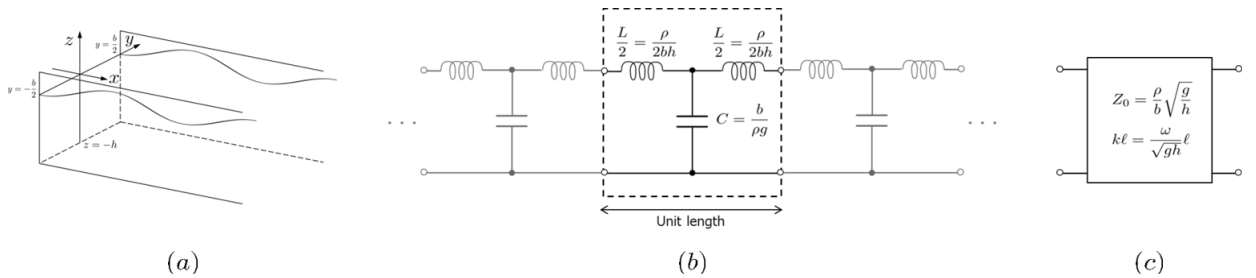 z
y = b/2
y
x
y = −b/2
z = −h
(a)
L/2 = ρ/2bh
L/2 = ρ/2bh
C = b/ρg
. . .
. . .
Unit length
(b)
Z₀ = ρ/b √(g/h)
kℓ = ω/√(gh) ℓ
(c)